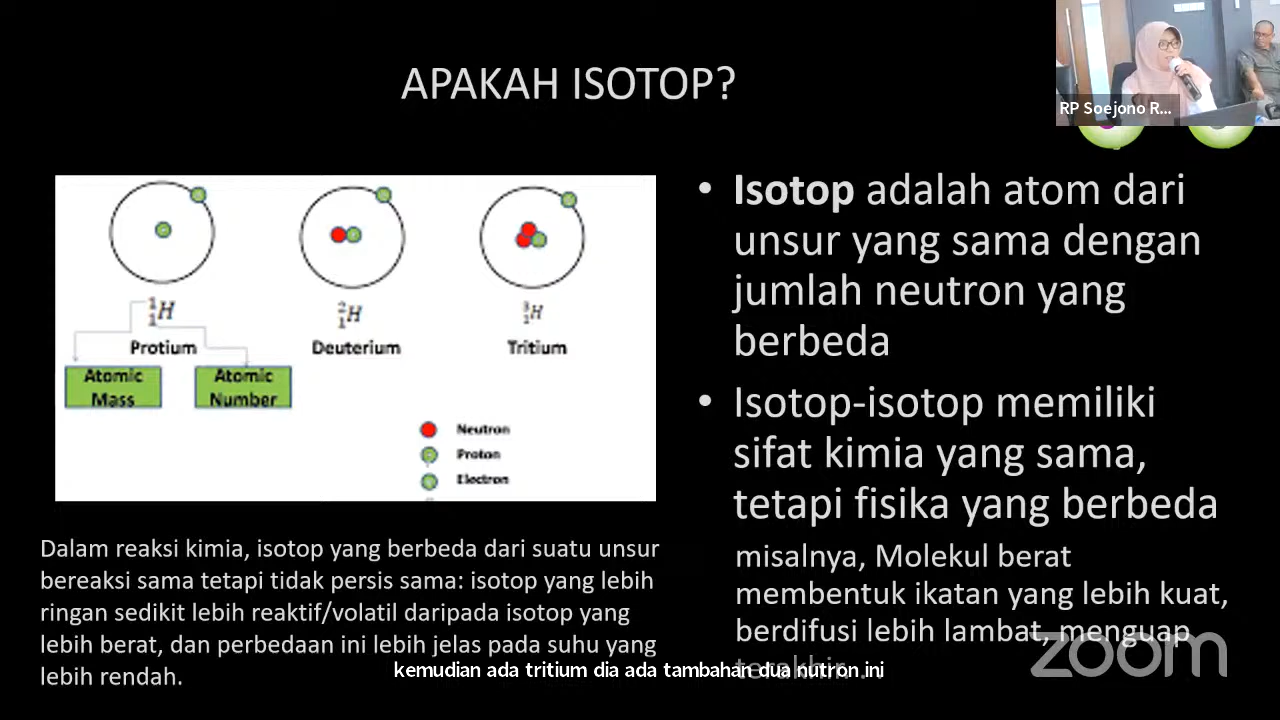 APAKAH ISOTOP?
RP Soejono R...
1
1H
2
1H
3
1H
Protium
Deuterium
Tritium
Atomic
Mass
Atomic
Number
Neutron
Proton
Electron
Dalam reaksi kimia, isotop yang berbeda dari suatu unsur
bereaksi sama tetapi tidak persis sama: isotop yang lebih
ringan sedikit lebih reaktif/volatil daripada isotop yang
lebih berat, dan perbedaan ini lebih jelas pada suhu yang
lebih rendah.
• Isotop adalah atom dari
unsur yang sama dengan
jumlah neutron yang
berbeda
• Isotop-isotop memiliki
sifat kimia yang sama,
tetapi fisika yang berbeda
misalnya, Molekul berat
membentuk ikatan yang lebih kuat,
berdifusi lebih lambat, menguap
terakhir
kemudian ada tritium dia ada tambahan dua nutron ini
zoom